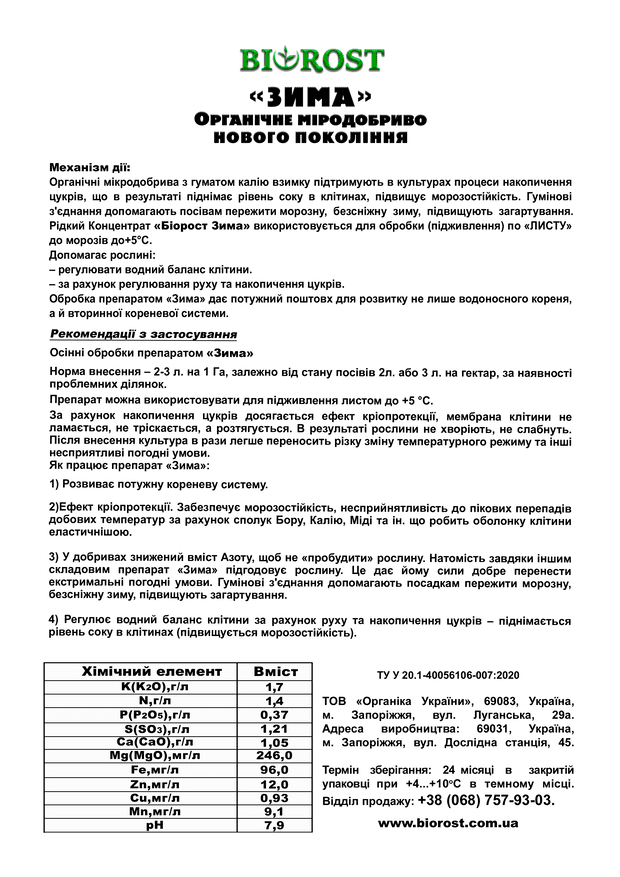 BIOROST
«ЗИМА»
Органічне міродобриво
нового покоління
Механізм дії:
Органічні мікродобрива з гуматом калію взимку підтримують в культурах процеси накопичення
цукрів, що в результаті піднімає рівень соку в клітинах, підвищує морозостійкість. Гумінові
з'єднання допомагають посівам пережити морозну, безсніжну зиму, підвищують загартування.
Рідкий Концентрат «Біорост Зима» використовується для обробки (підживлення) по «ЛИСТУ»
до морозів до+5°С.
Допомагає рослині:
– регулювати водний баланс клітини.
– за рахунок регулювання руху та накопичення цукрів.
Обробка препаратом «Зима» дає потужний поштовх для розвитку не лише водоносного кореня,
а й вторинної кореневої системи.
Рекомендації з застосування
Осінні обробки препаратом «Зима»
Норма внесення – 2-3 л. на 1 Га, залежно від стану посівів 2л. або 3 л. на гектар, за наявності
проблемних ділянок.
Препарат можна використовувати для підживлення листом до +5 °С.
За рахунок накопичення цукрів досягається ефект кріопротекції, мембрана клітини не
ламається, не тріскається, а розтягується. В результаті рослини не хворіють, не слабнуть.
Після внесення культура в рази легше переносить різку зміну температурного режиму та інші
несприятливі погодні умови.
Як працює препарат «Зима»:
1) Розвиває потужну кореневу систему.
2)Ефект кріопротекції. Забезпечує морозостійкість, несприйнятливість до пікових перепадів
добових температур за рахунок сполук Бору, Калію, Міді та ін. що робить оболонку клітини
еластичнішою.
3) У добривах знижений вміст Азоту, щоб не «пробудити» рослину. Натомість завдяки іншим
складовим препарат «Зима» підгодовує рослину. Це дає йому сили добре перенести
екстримальні погодні умови. Гумінові з'єднання допомагають посадкам пережити морозну,
безсніжну зиму, підвищують загартування.
4) Регулює водний баланс клітини за рахунок руху та накопичення цукрів – піднімається
рівень соку в клітинах (підвищується морозостійкість).
Хімічний елемент Вміст
K(K2O),г/л 1,7
N,г/л 1,4
P(P2O5),г/л 0,37
S(SO3),г/л 1,21
Ca(CaO),г/л 1,05
Mg(MgO),мг/л 246,0
Fe,мг/л 96,0
Zn,мг/л 12,0
Cu,мг/л 0,93
Mn,мг/л 9,1
pH 7,9
ТУ У 20.1-40056106-007:2020
ТОВ «Органіка України», 69083, Україна,
м. Запоріжжя, вул. Луганська, 29а.
Адреса виробництва: 69031, Україна,
м. Запоріжжя, вул. Дослідна станція, 45.
Термін зберігання: 24 місяці в закритій
упаковці при +4...+10°С в темному місці.
Відділ продажу: +38 (068) 757-93-03.
www.biorost.com.ua